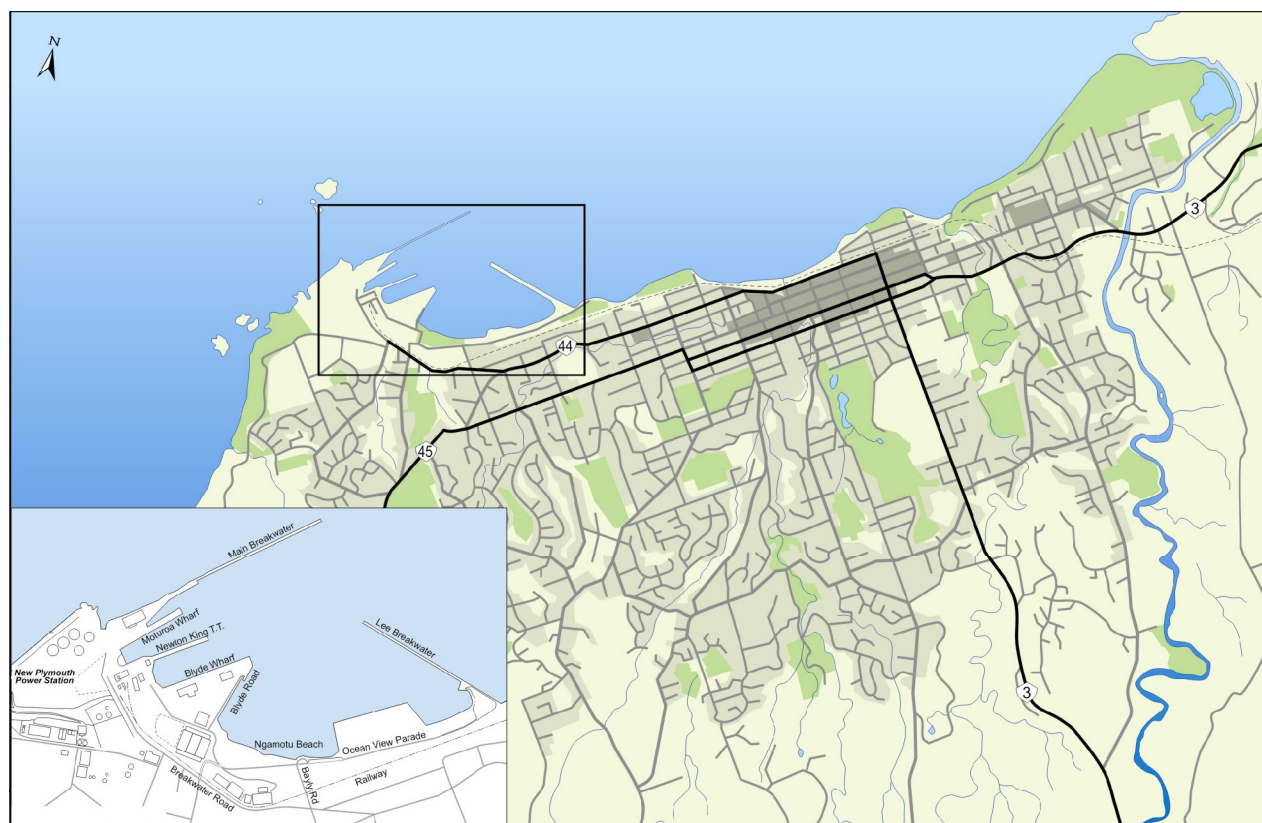 N
3
44
45
3
Main Breakwater
Moturoa Wharf
Newton King T.T.
Blyde Wharf
Lee Breakwater
New Plymouth
Power Station
Blyde Road
Ngamotu Beach
Ocean View Parade
Bayly Rd
Railway
Breakwater Road